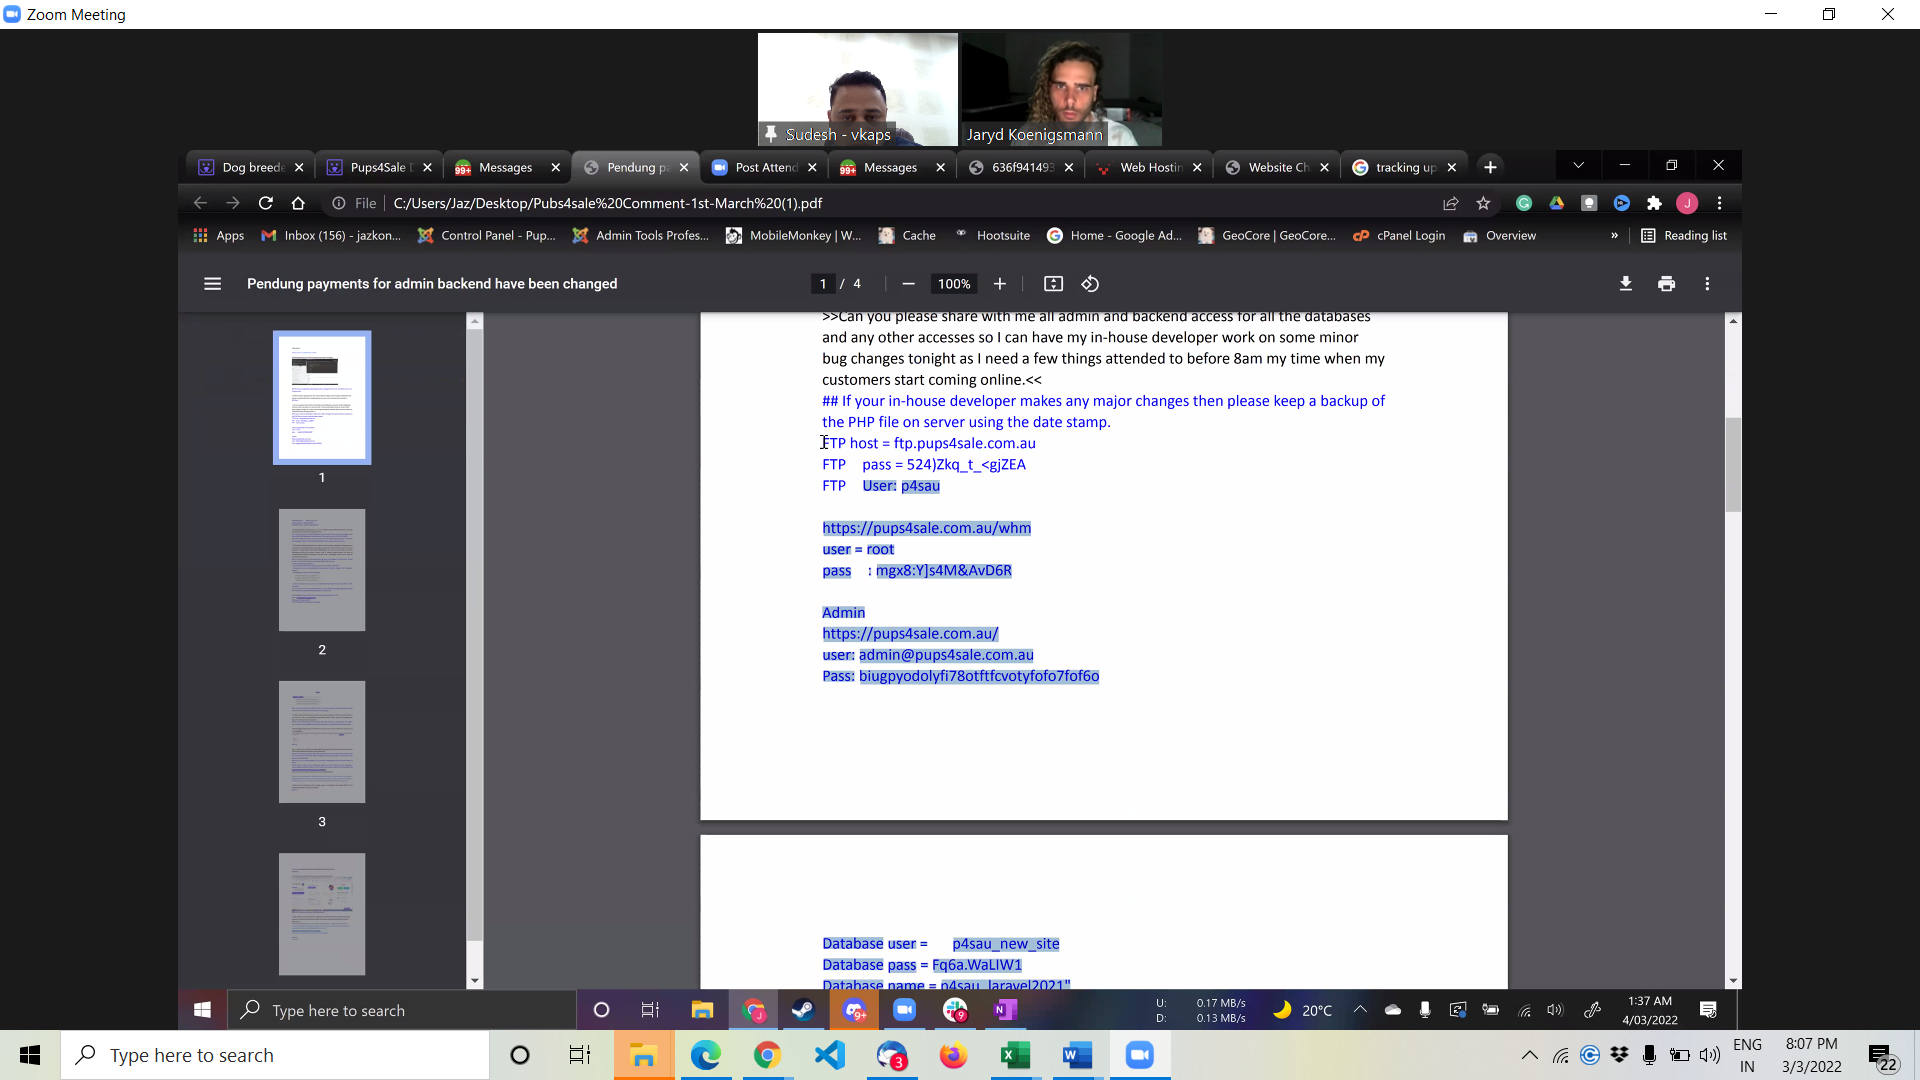 Zoom Meeting
Sudesh - vkaps
Jaryd Koenigsmann
Dog breede
Pups4Sale
Messages
Pendung pa
Post Attend
Messages
636f941493
Web Hostin
Website Ch
tracking up
File C:/Users/Jaz/Desktop/Pubs4sale%20Comment-1st-March%20(1).pdf
Apps
Inbox (156) - jazkon...
Control Panel - Pup...
Admin Tools Profes...
MobileMonkey | W...
Cache
Hootsuite
Home - Google Ad...
GeoCore | GeoCore...
cPanel Login
Overview
»
Reading list
Pendung payments for admin backend have been changed
1 / 4
100%
1
2
3
>>Can you please share with me all admin and backend access for all the databases
and any other accesses so I can have my in-house developer work on some minor
bug changes tonight as I need a few things attended to before 8am my time when my
customers start coming online.<<
## If your in-house developer makes any major changes then please keep a backup of
the PHP file on server using the date stamp.
FTP host = ftp.pups4sale.com.au
FTP pass = 524)Zkq_t_<gjZEA
FTP User: p4sau
https://pups4sale.com.au/whm
user = root
pass : mgx8:Y]s4M&AvD6R
Admin
https://pups4sale.com.au/
user: admin@pups4sale.com.au
Pass: biugpyodolyfi78otftfcvotyfofo7fof6o
Database user = p4sau_new_site
Database pass = Fq6a.WaLIW1
Database name = p4sau_laravel2021"
Type here to search
U: 0.17 MB/s
D: 0.13 MB/s
20°C
1:37 AM
4/03/2022
Type here to search
ENG
IN
8:07 PM
3/3/2022
22